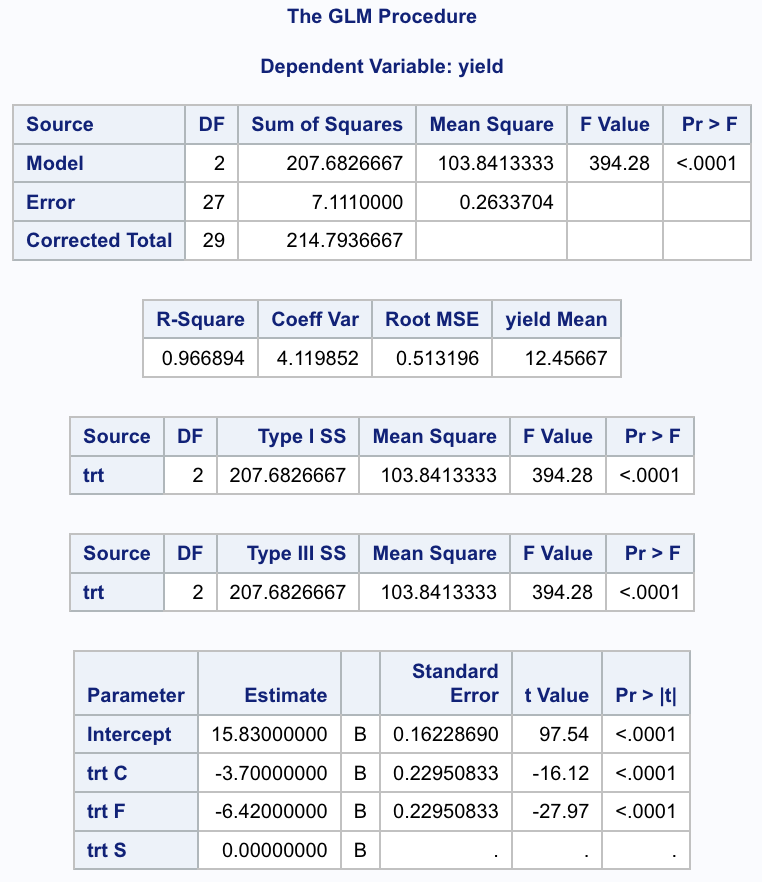 The GLM Procedure
Dependent Variable: yield
Source DF Sum of Squares Mean Square F Value Pr > F
Model 2 207.6826667 103.8413333 394.28 <.0001
Error 27 7.1110000 0.2633704
Corrected Total 29 214.7936667
R-Square Coeff Var Root MSE yield Mean
0.966894 4.119852 0.513196 12.45667
Source DF Type I SS Mean Square F Value Pr > F
trt 2 207.6826667 103.8413333 394.28 <.0001
Source DF Type III SS Mean Square F Value Pr > F
trt 2 207.6826667 103.8413333 394.28 <.0001
Standard
Parameter Estimate Error t Value Pr > |t|
Intercept 15.83000000 B 0.16228690 97.54 <.0001
trt C -3.70000000 B 0.22950833 -16.12 <.0001
trt F -6.42000000 B 0.22950833 -27.97 <.0001
trt S 0.00000000 B . . .